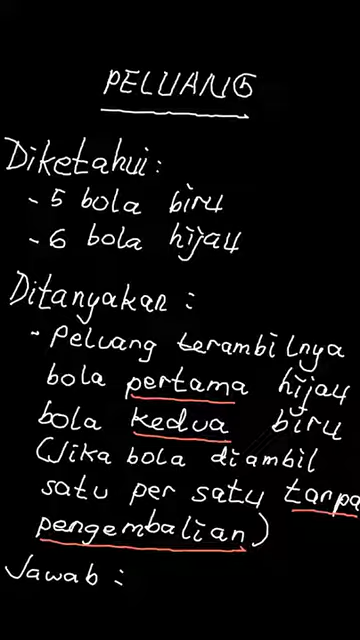 PELUANG
Diketahui:
- 5 bola biru
- 6 bola hijau
Ditanyakan :
- Peluang terambilnya
bola pertama hijau
bola kedua biru
(Jika bola diambil
satu per satu tanpa
pengembalian)
Jawab :